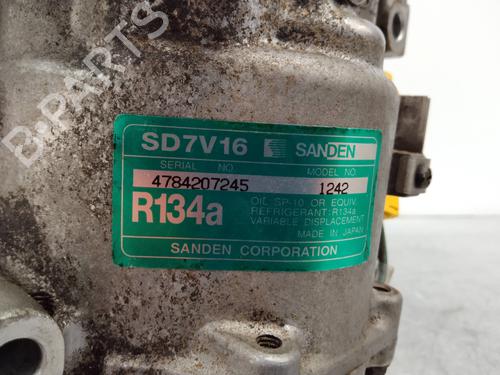 SD7V16 SANDEN
SERIAL NO. MODEL NO.
4784207245 1242
R134a
OIL SP-10 OR EQUIV.
REFRIGERANT: R134a
VARIABLE DISPLACEMENT
MADE IN JAPAN
SANDEN CORPORATION